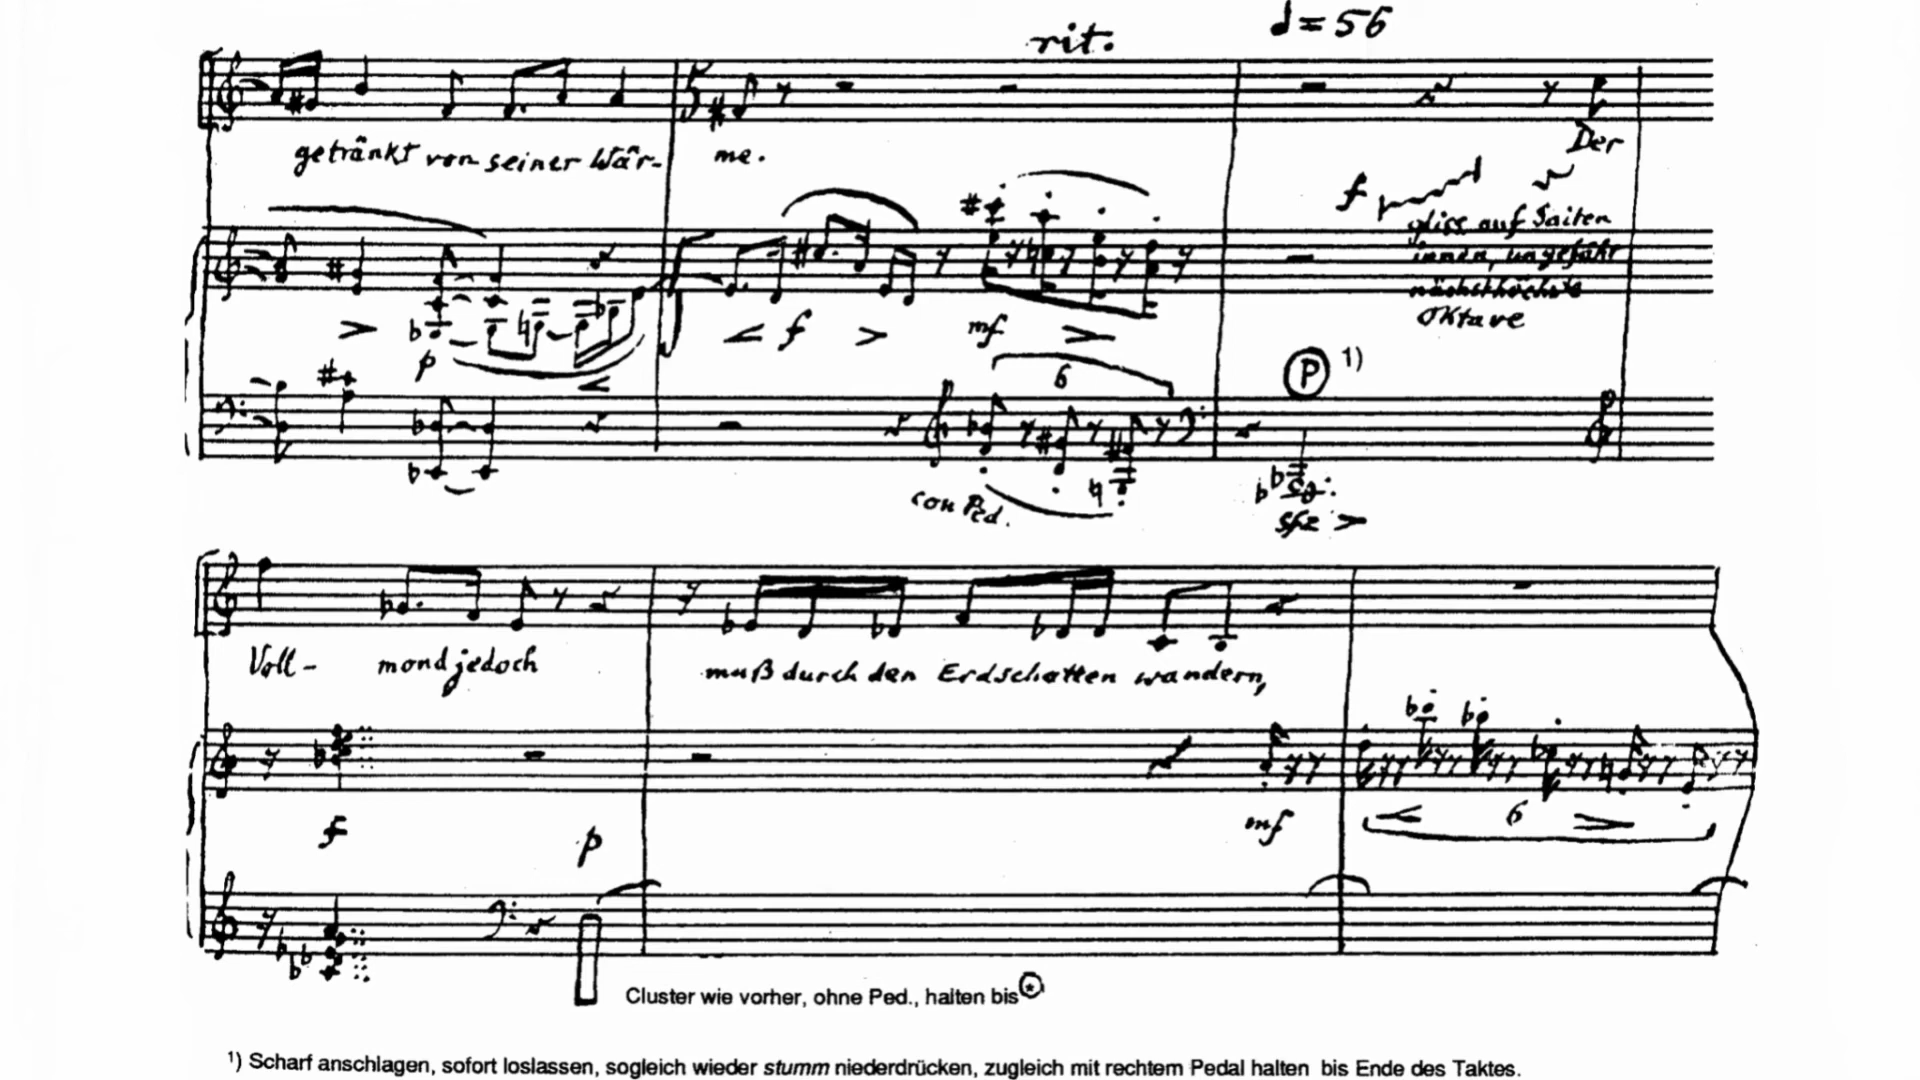 rit. ♩=56
getränkt von seiner Wär- me. Der
f
gliss auf Saiten
innen, ungefähr
nächsthöchste
Oktave
p < f > mf >
<
6
P 1)
con Ped.
sfz >
Voll- mond jedoch muß durch den Erdschatten wandern,
f p mf < 6 >
Cluster wie vorher, ohne Ped., halten bis
1) Scharf anschlagen, sofort loslassen, sogleich wieder stumm niederdrücken, zugleich mit rechtem Pedal halten bis Ende des Taktes.